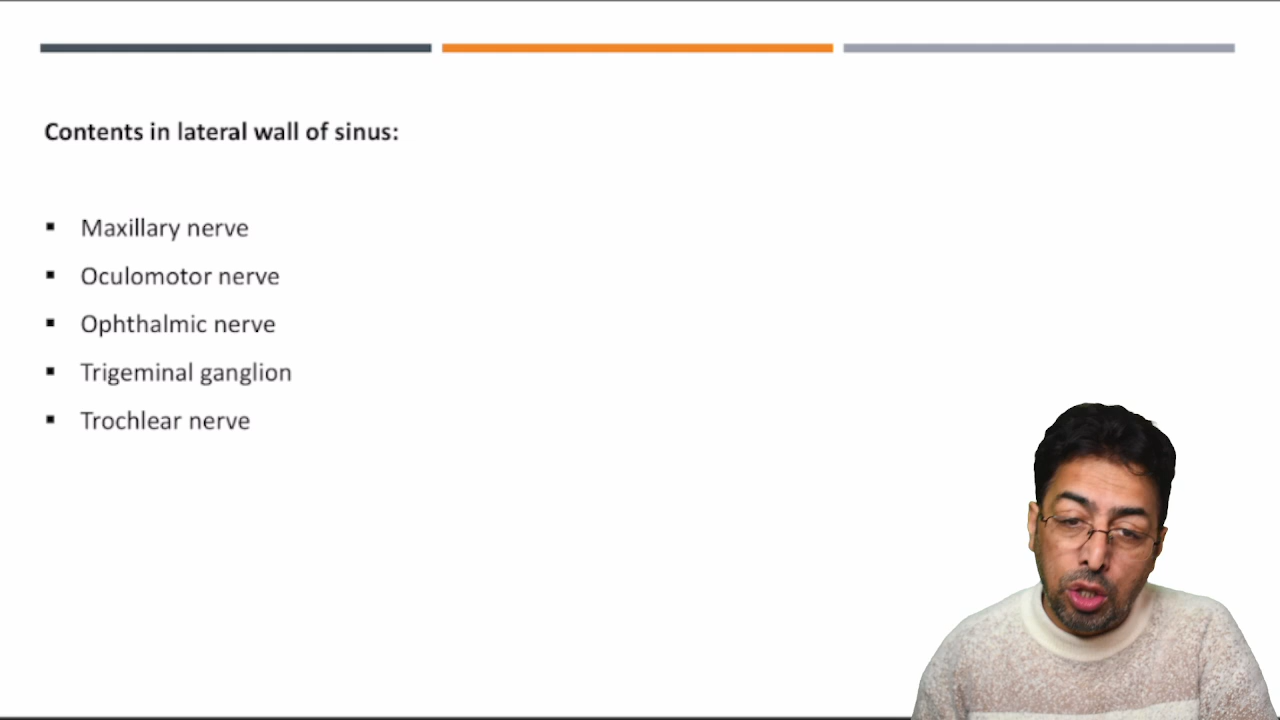 Contents in lateral wall of sinus:
▪ Maxillary nerve
▪ Oculomotor nerve
▪ Ophthalmic nerve
▪ Trigeminal ganglion
▪ Trochlear nerve